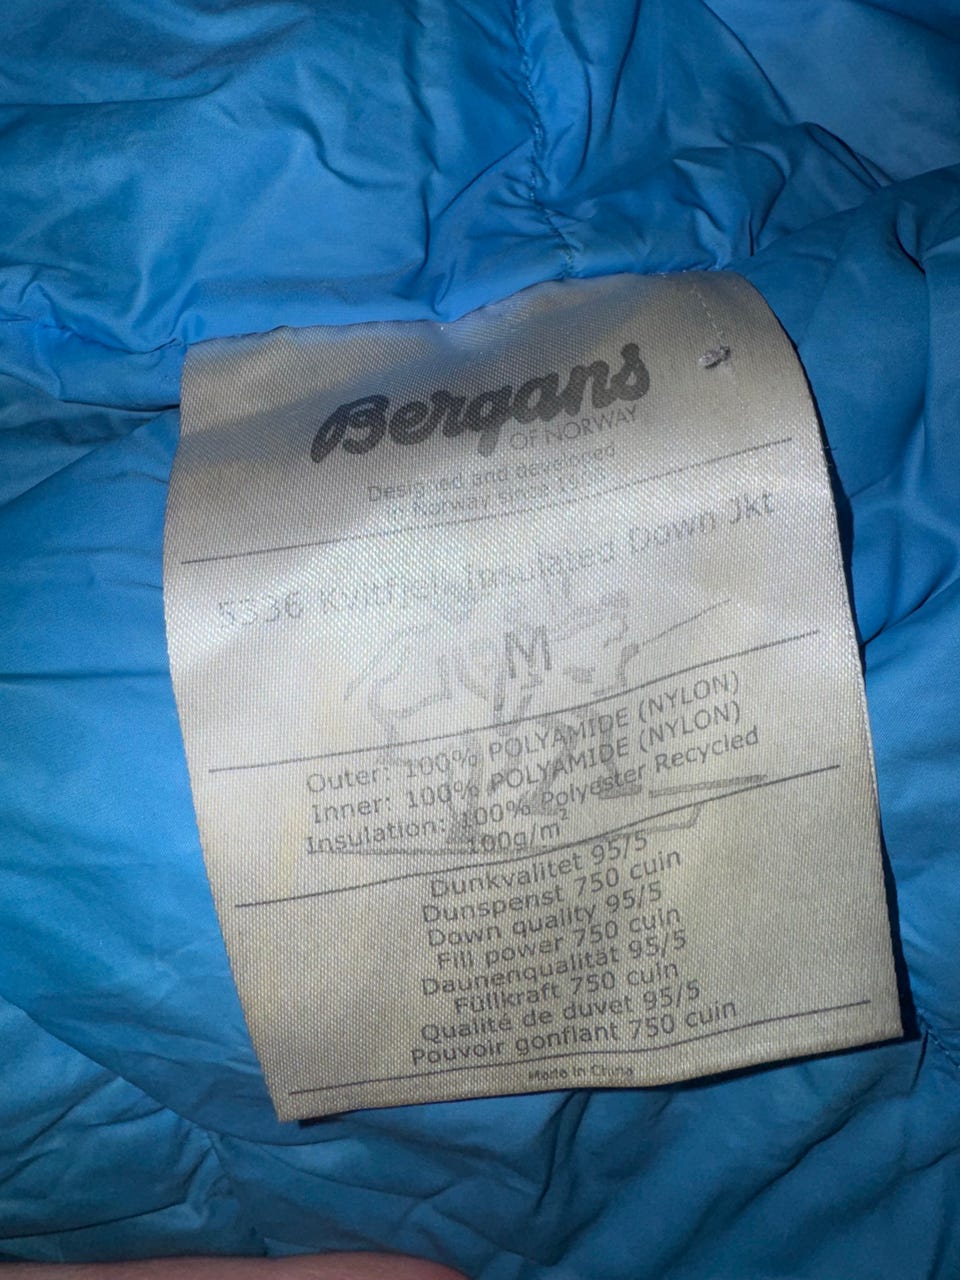 Bergans
OF NORWAY
Designed and developed
in Norway since
5336 Kvitfjell Insulated Down Jkt
M
Outer: 100% POLYAMIDE (NYLON)
Inner: 100% POLYAMIDE (NYLON)
Insulation: 100% Polyester Recycled
100g/m²
Dunkvalitet 95/5
Dunspenst 750 cuin
Down quality 95/5
Fill power 750 cuin
Daunenqualität 95/5
Füllkraft 750 cuin
Qualité de duvet 95/5
Pouvoir gonflant 750 cuin
Made in China